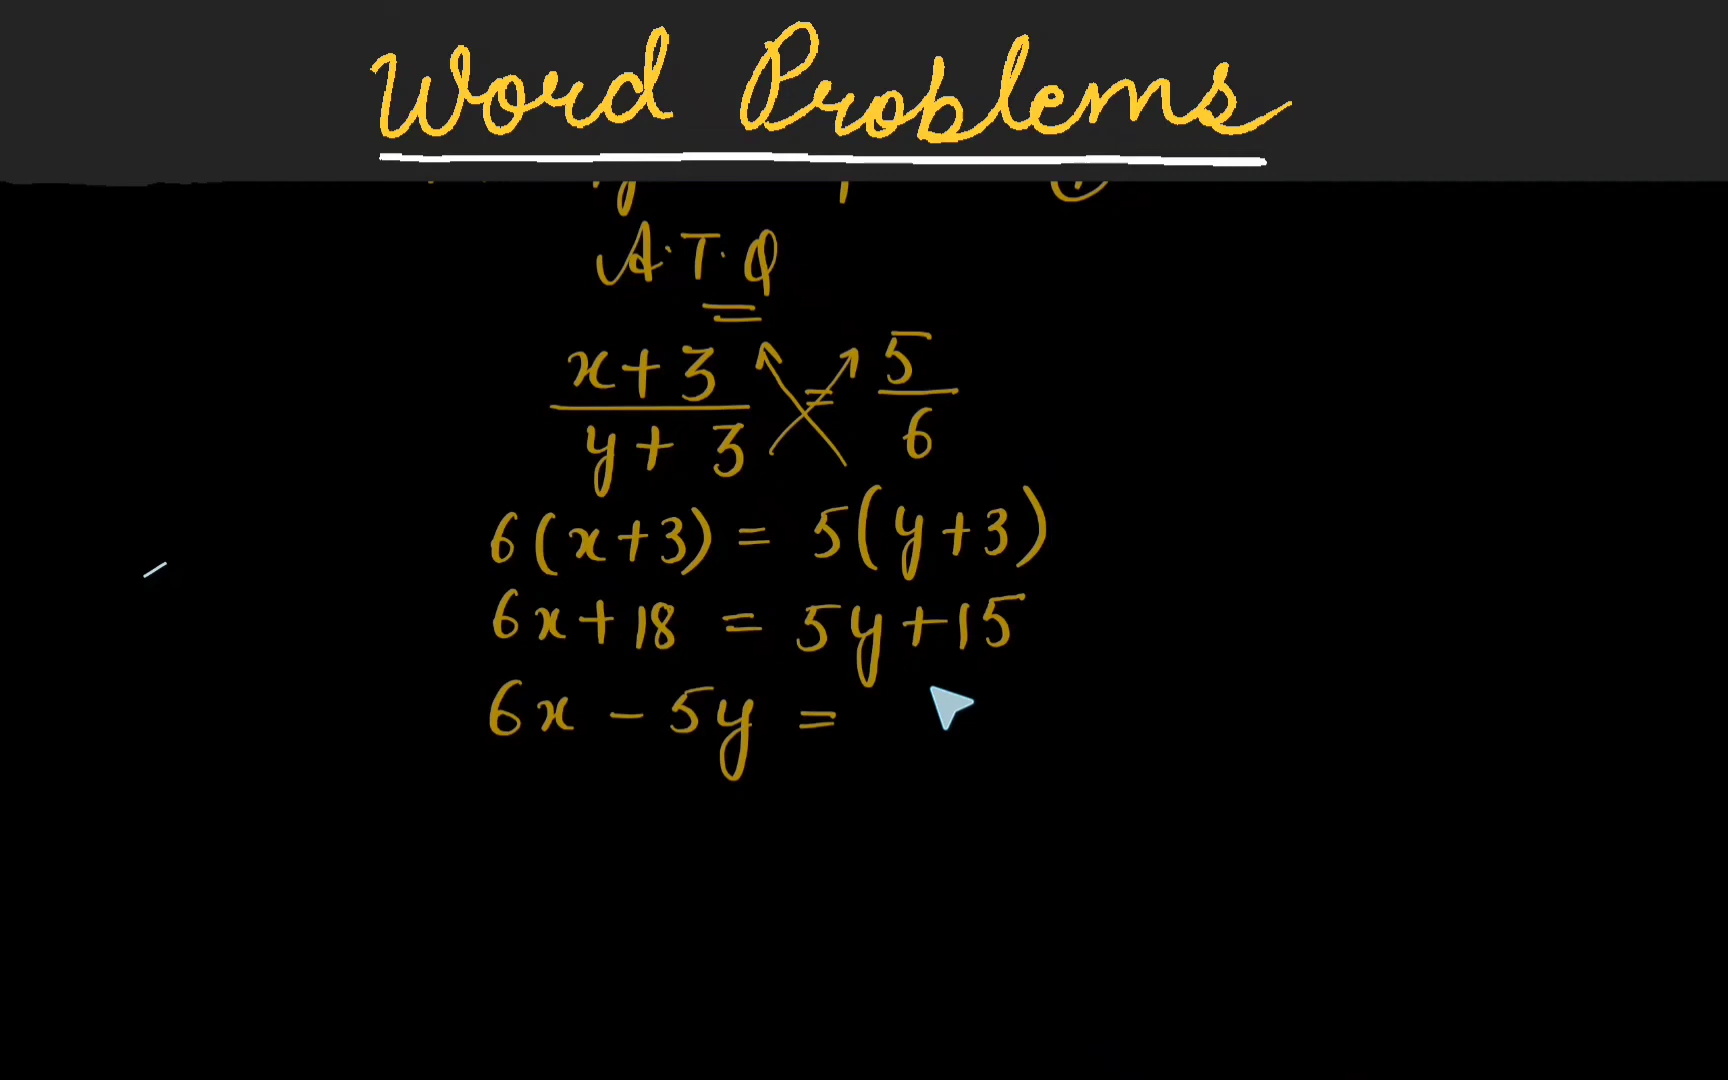 Word Problems
A.T.Q
x+3 / y+3 = 5/6
6(x+3) = 5(y+3)
6x+18 = 5y+15
6x - 5y =